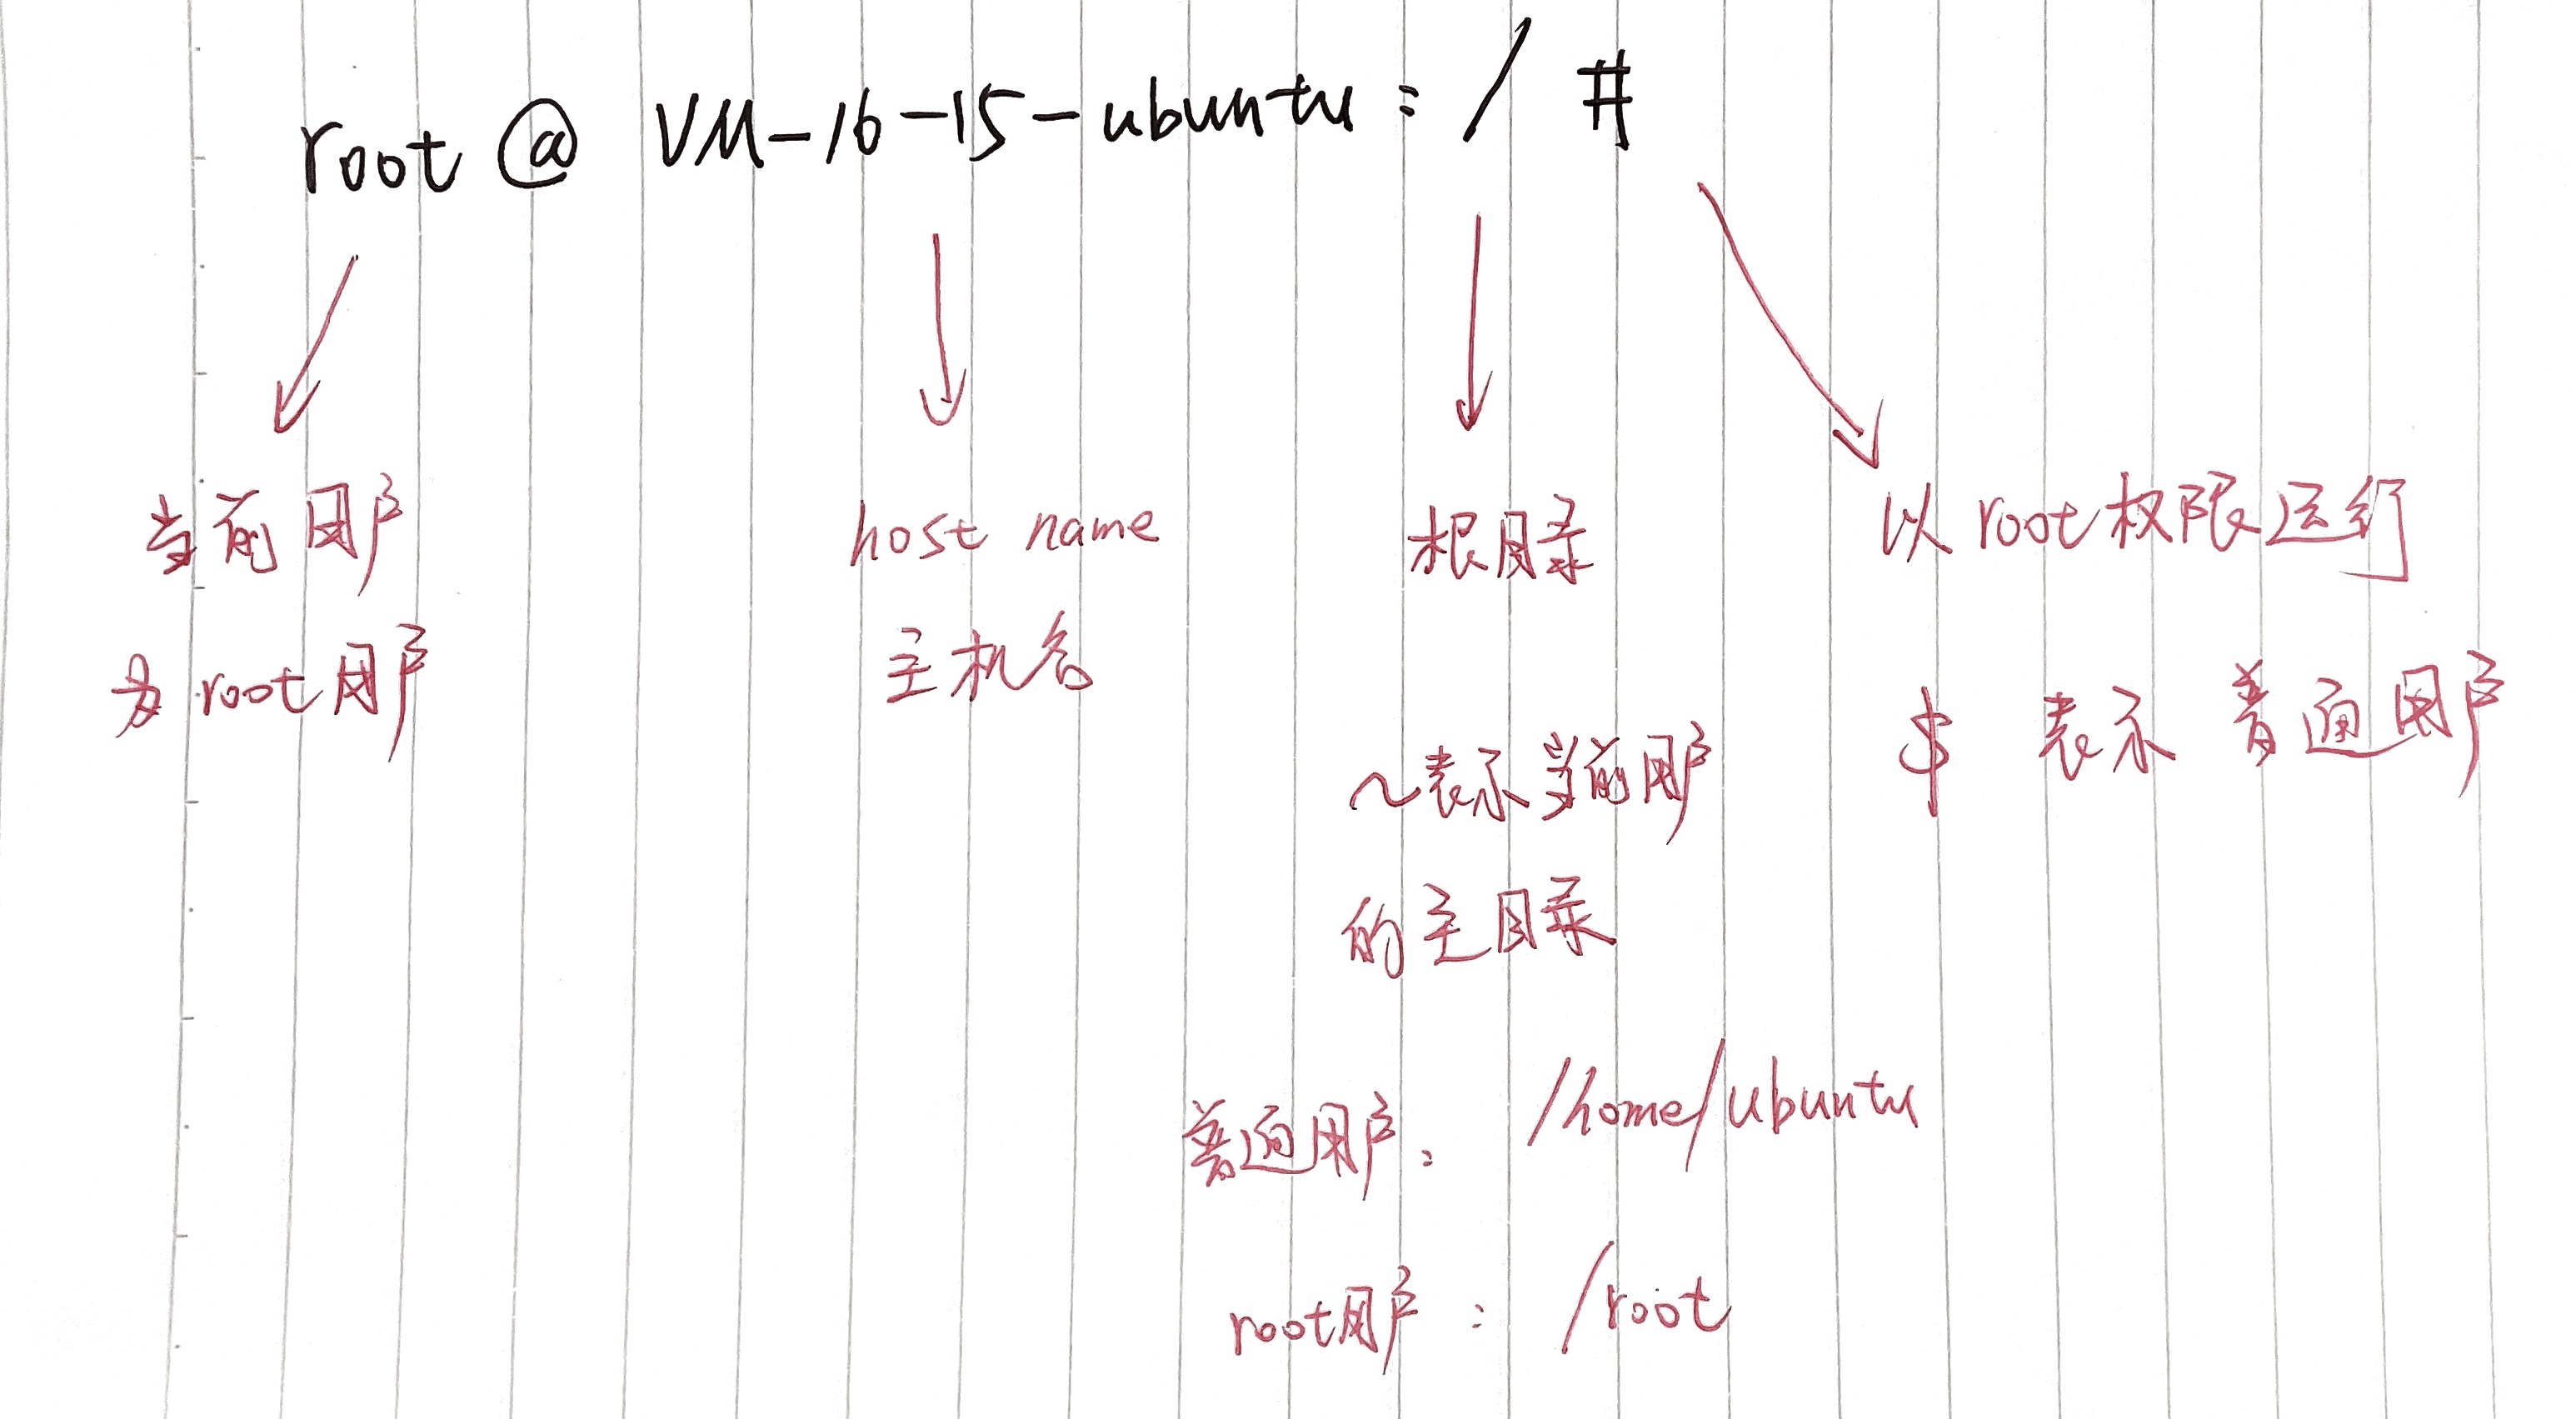 root @ VM-16-15-ubuntu : / #
当前用户
为 root 用户
host name
主机名
根目录
~表示当前用户
的主目录
普通用户: /home/ubuntu
root用户 : /root
以 root 权限运行
$ 表示 普通用户